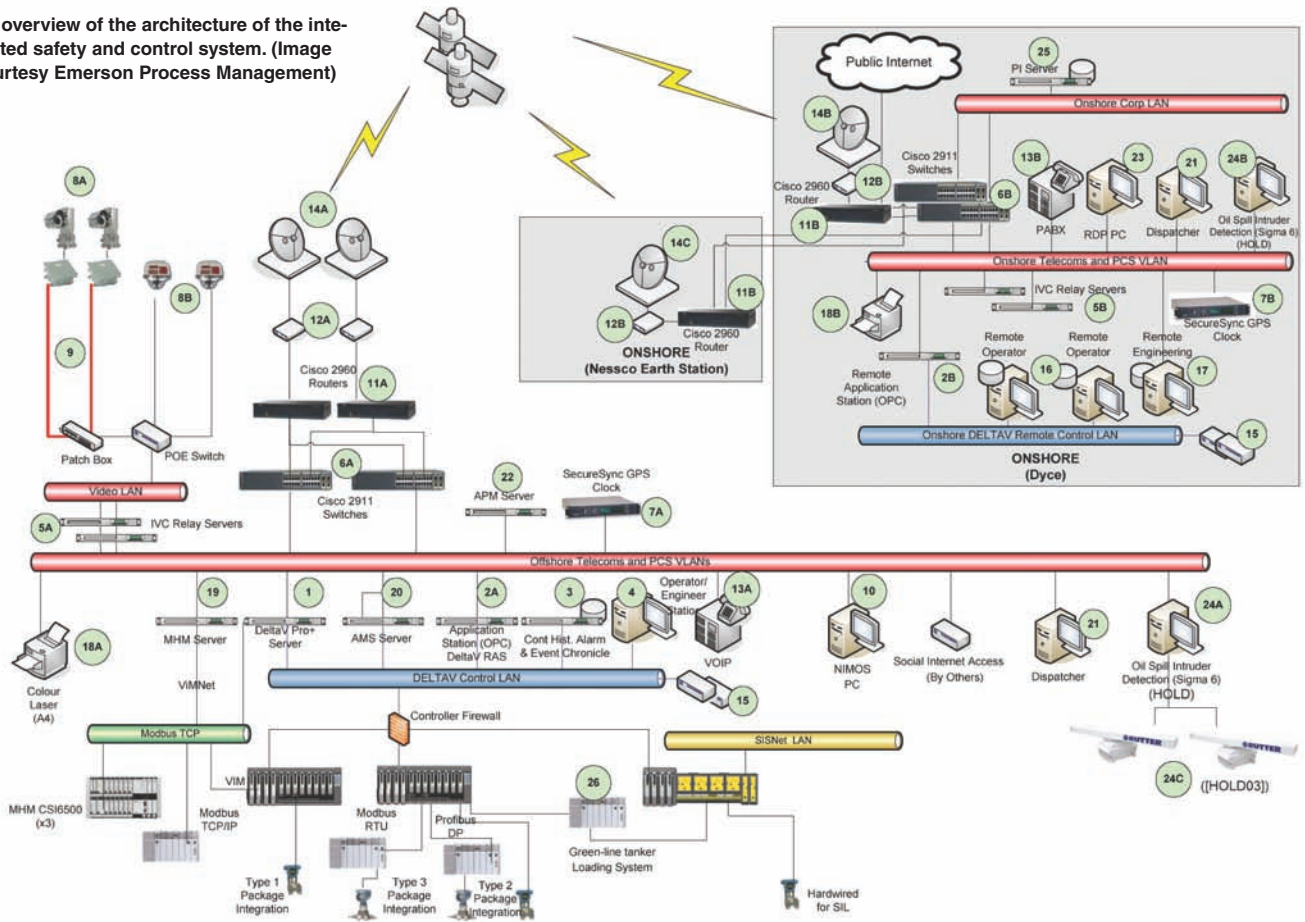 overview of the architecture of the inte-
ted safety and control system. (Image
urtesy Emerson Process Management)
Public Internet
25
PI Server
Onshore Corp LAN
14B
Cisco 2911
Switches
13B
23
21
24B
Cisco 2960
Router
12B
6B
11B
PABX
RDP PC
Dispatcher
Oil Spill Intruder
Detection (Sigma 6)
(HOLD)
Onshore Telecoms and PCS VLAN
IVC Relay Servers
5B
18B
7B
SecureSync GPS
Clock
Remote
Application
Station (OPC)
2B
Remote
Operator
Remote
Operator
Remote
Engineering
16
17
Onshore DELTAV Remote Control LAN
15
ONSHORE
(Dyce)
14C
11B
12B
Cisco 2960
Router
ONSHORE
(Nessco Earth Station)
8A
14A
8B
9
12A
Cisco 2960
Routers
11A
Patch Box
POE Switch
6A
Cisco 2911
Switches
22
APM Server
SecureSync GPS
Clock
7A
Video LAN
5A
IVC Relay Servers
Offshore Telecoms and PCS VLANs
18A
Colour
Laser
(A4)
19
MHM Server
1
DeltaV Pro+
Server
20
AMS Server
2A
Application
Station (OPC)
DeltaV RAS
3
Cont Hist. Alarm
& Event Chronicle
4
Operator/
Engineer
13A
VOIP
10
NIMOS
PC
Social Internet Access
(By Others)
21
Dispatcher
24A
Oil Spill Intruder
Detection (Sigma 6)
(HOLD)
ViMNet
DELTAV Control LAN
15
Controller Firewall
Modbus TCP
SISNet LAN
SUTTER
SUTTER
24C
([HOLD03])
MHM CSI6500
(x3)
Modbus
TCP/IP
VIM
Modbus
RTU
Profibus
DP
26
Green-line tanker
Loading System
Type 1
Package
Integration
Type 3
Package
Integration
Type 2
Package
Integration
Hardwired
for SIL